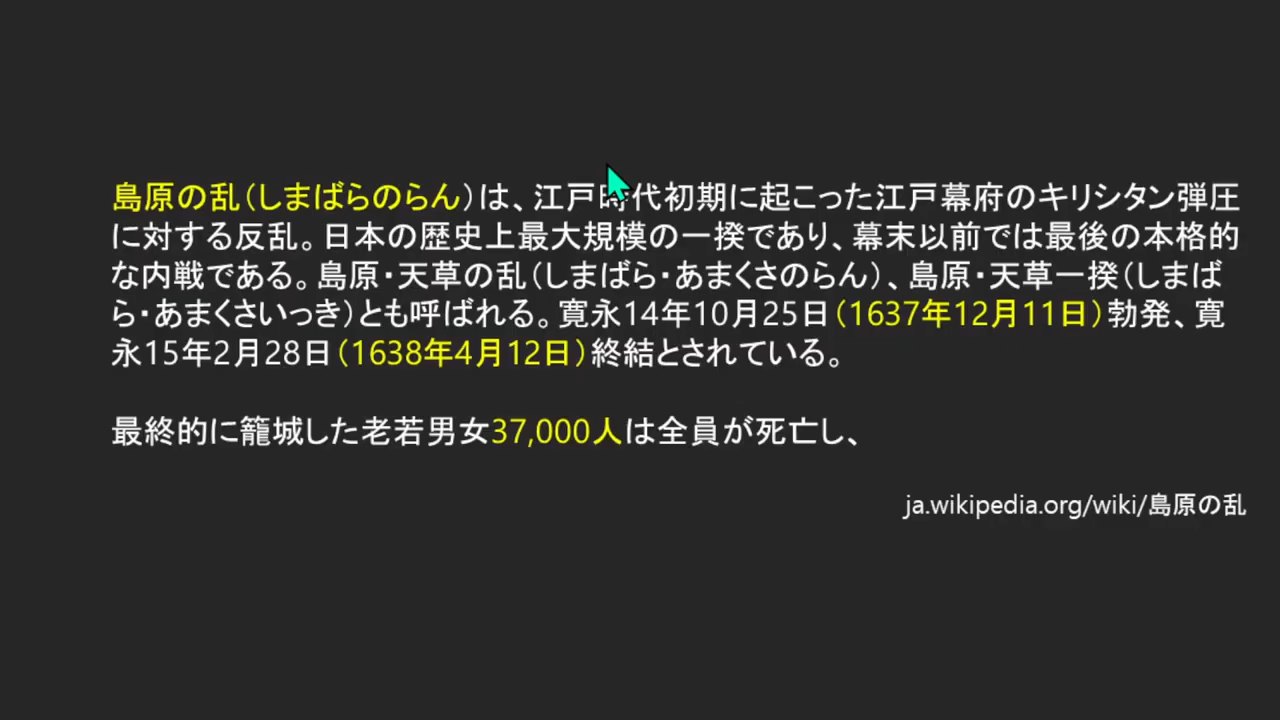 島原の乱（しまばらのらん）は、江戸時代初期に起こった江戸幕府のキリシタン弾圧
に対する反乱。日本の歴史上最大規模の一揆であり、幕末以前では最後の本格的
な内戦である。島原・天草の乱（しまばら・あまくさのらん）、島原・天草一揆（しまば
ら・あまくさいっき）とも呼ばれる。寛永14年10月25日（1637年12月11日）勃発、寛
永15年2月28日（1638年4月12日）終結とされている。
最終的に籠城した老若男女37,000人は全員が死亡し、
ja.wikipedia.org/wiki/島原の乱